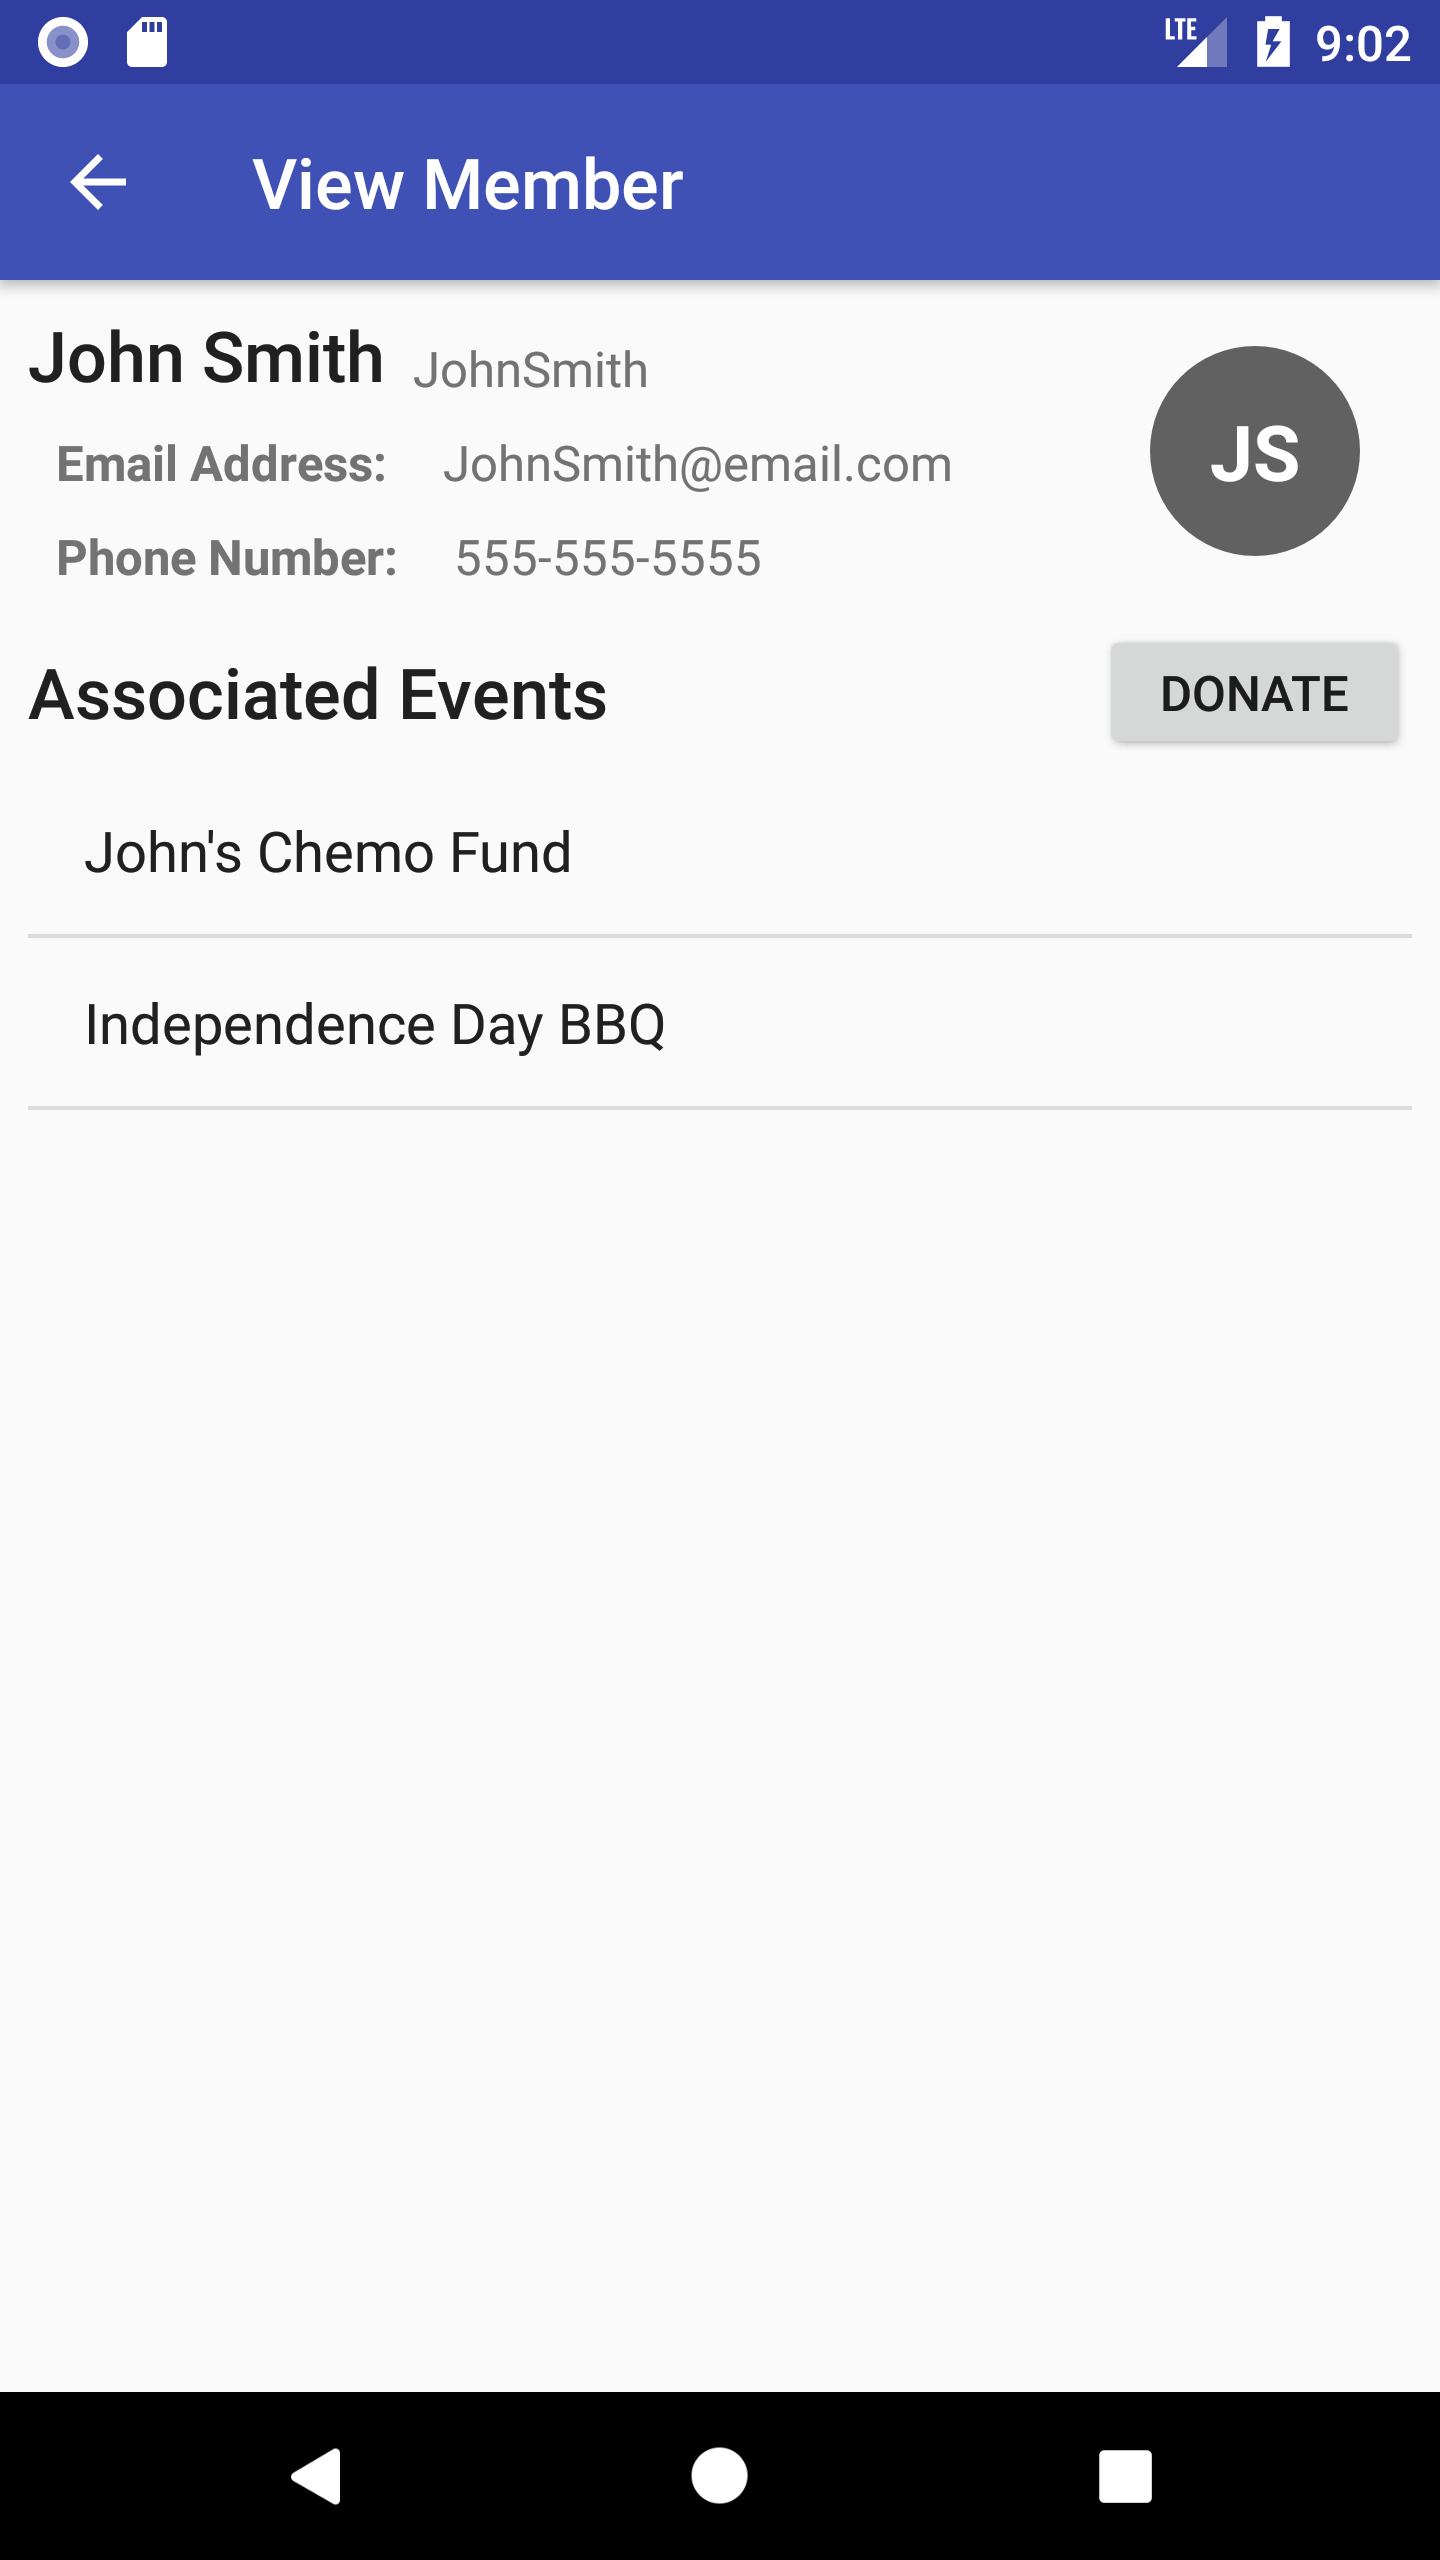 LTE 9:02
View Member
John Smith JohnSmith
Email Address: JohnSmith@email.com
Phone Number: 555-555-5555
JS
Associated Events
DONATE
John's Chemo Fund
Independence Day BBQ